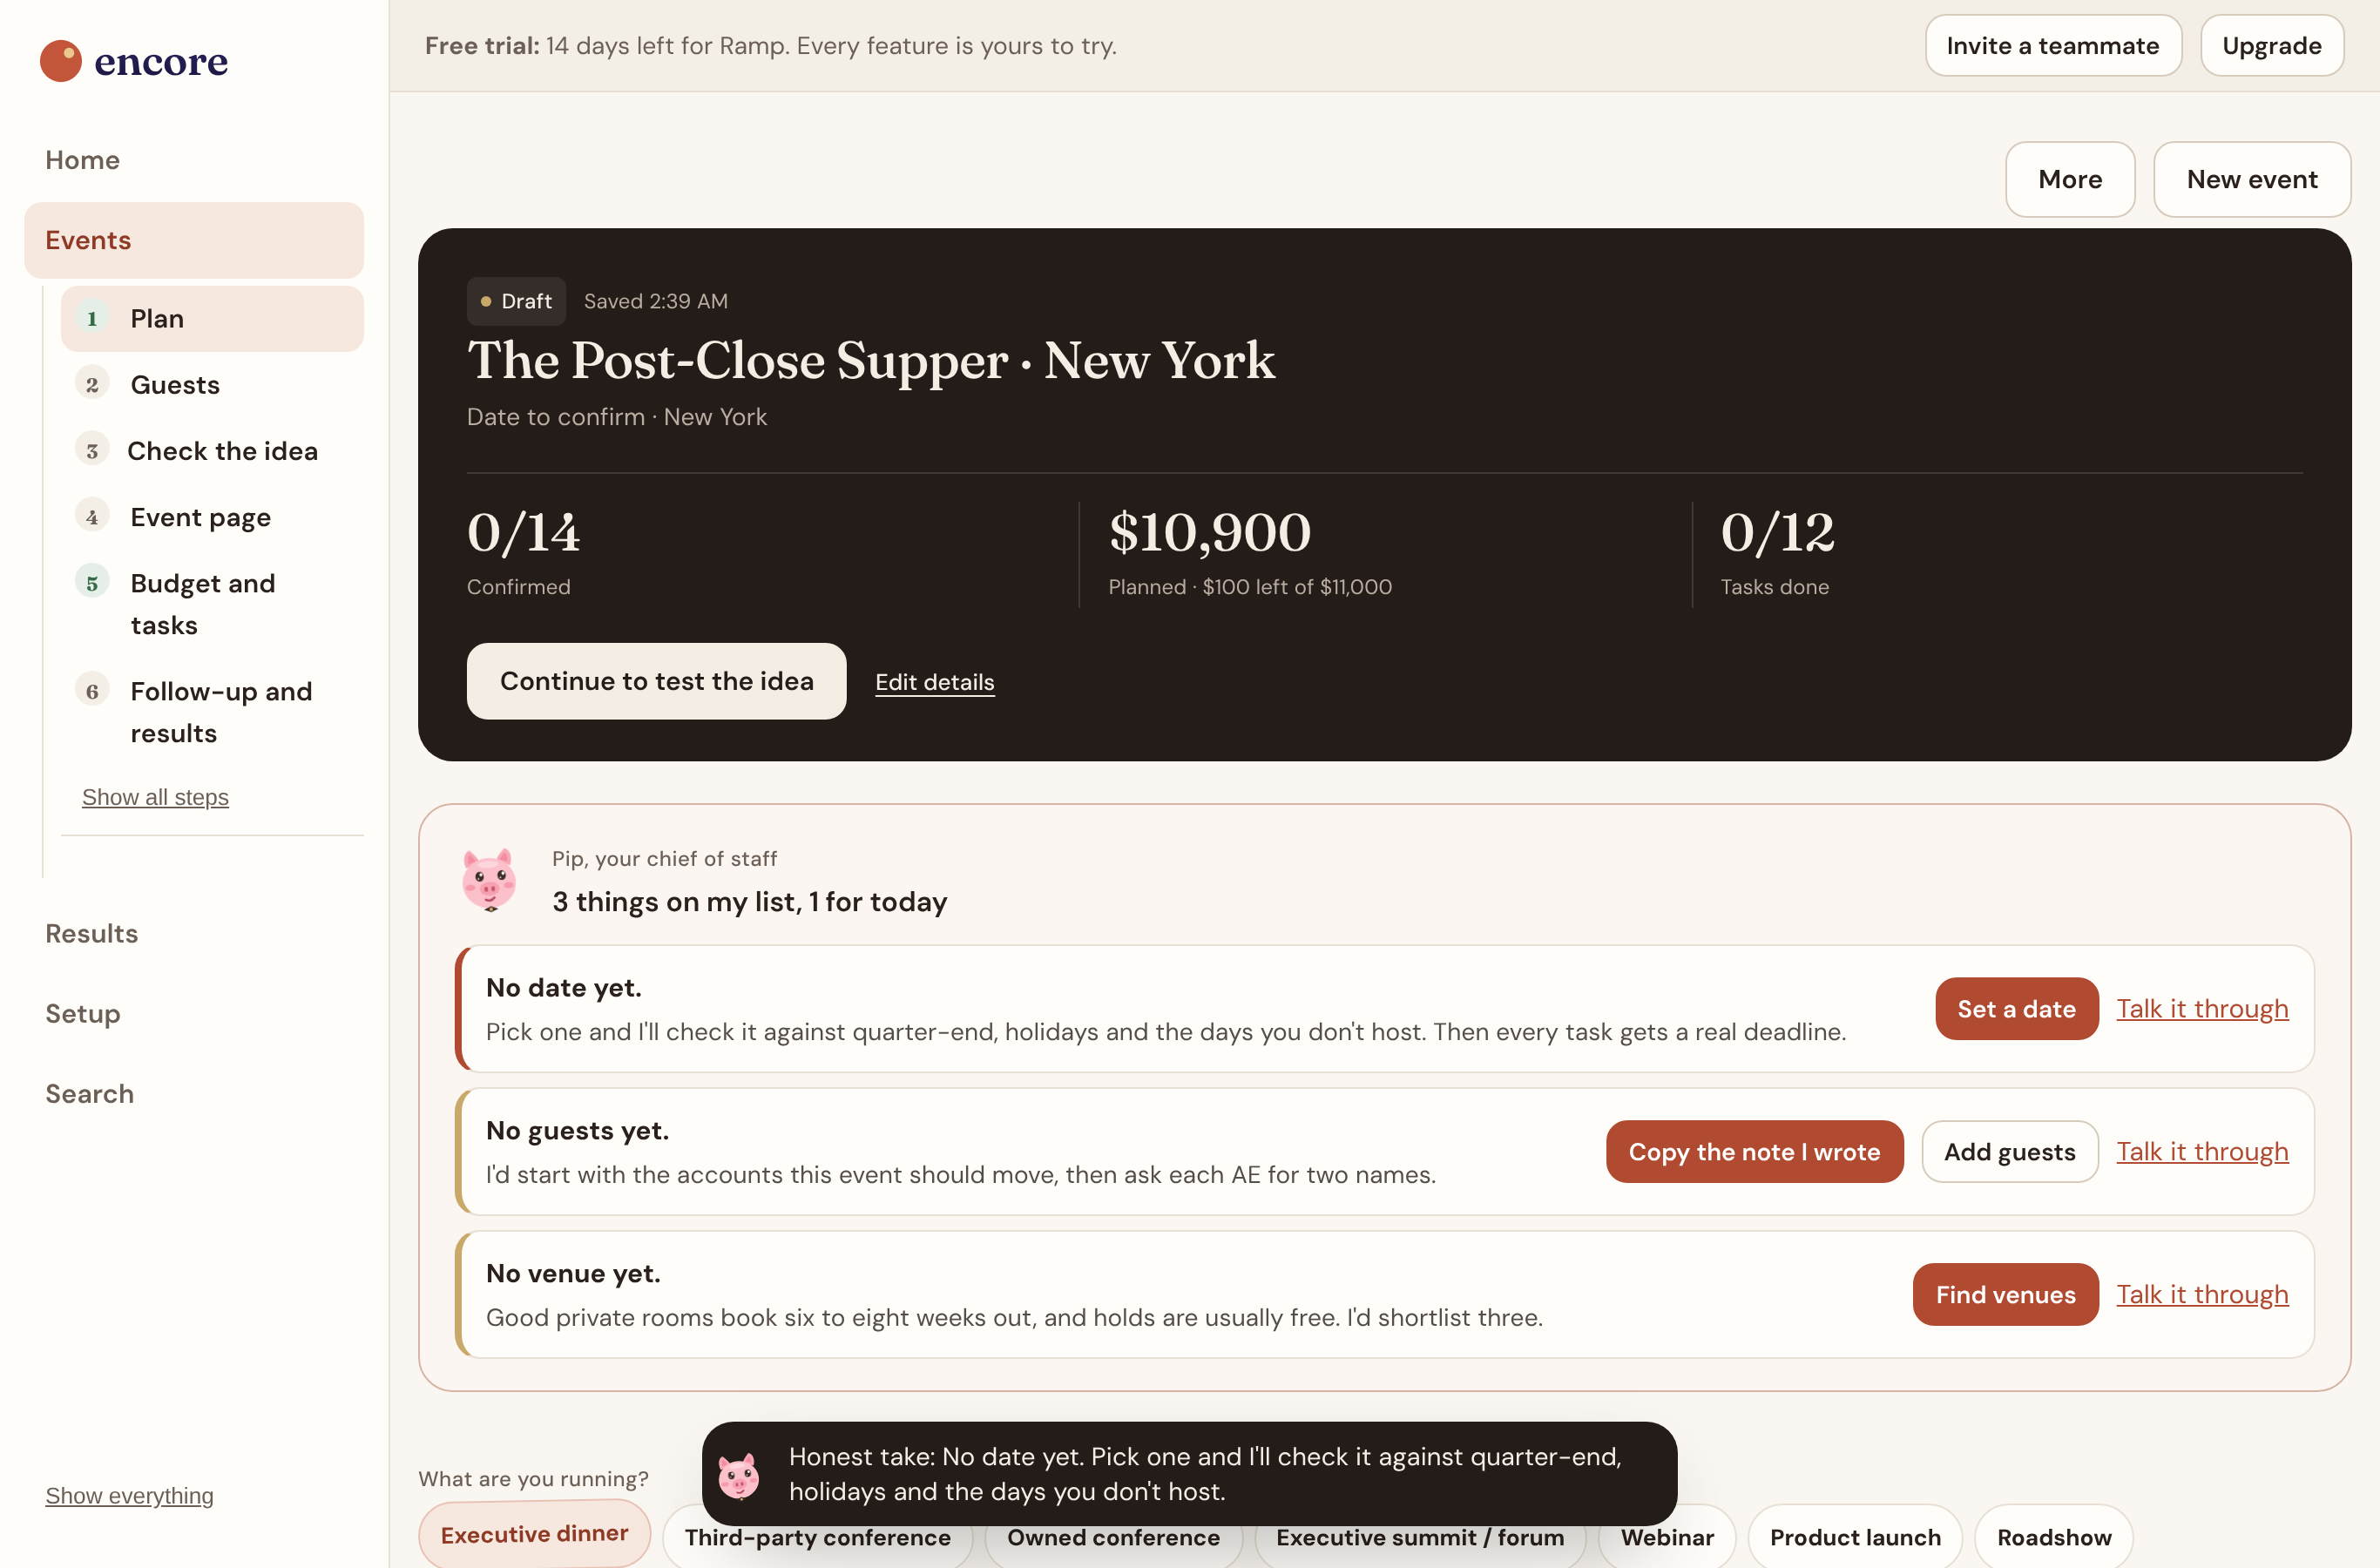 encore
Free trial: 14 days left for Ramp. Every feature is yours to try.
Invite a teammate
Upgrade
Home
Events
1 Plan
2 Guests
3 Check the idea
4 Event page
5 Budget and
tasks
6 Follow-up and
results
Show all steps
Results
Setup
Search
Show everything
More
New event
Draft
Saved 2:39 AM
The Post-Close Supper · New York
Date to confirm · New York
0/14
Confirmed
$10,900
Planned · $100 left of $11,000
0/12
Tasks done
Continue to test the idea
Edit details
Pip, your chief of staff
3 things on my list, 1 for today
No date yet.
Pick one and I'll check it against quarter-end, holidays and the days you don't host. Then every task gets a real deadline.
Set a date
Talk it through
No guests yet.
I'd start with the accounts this event should move, then ask each AE for two names.
Copy the note I wrote
Add guests
Talk it through
No venue yet.
Good private rooms book six to eight weeks out, and holds are usually free. I'd shortlist three.
Find venues
Talk it through
Honest take: No date yet. Pick one and I'll check it against quarter-end,
holidays and the days you don't host.
What are you running?
Executive dinner
Third-party conference
Owned conference
Executive summit / forum
Webinar
Product launch
Roadshow